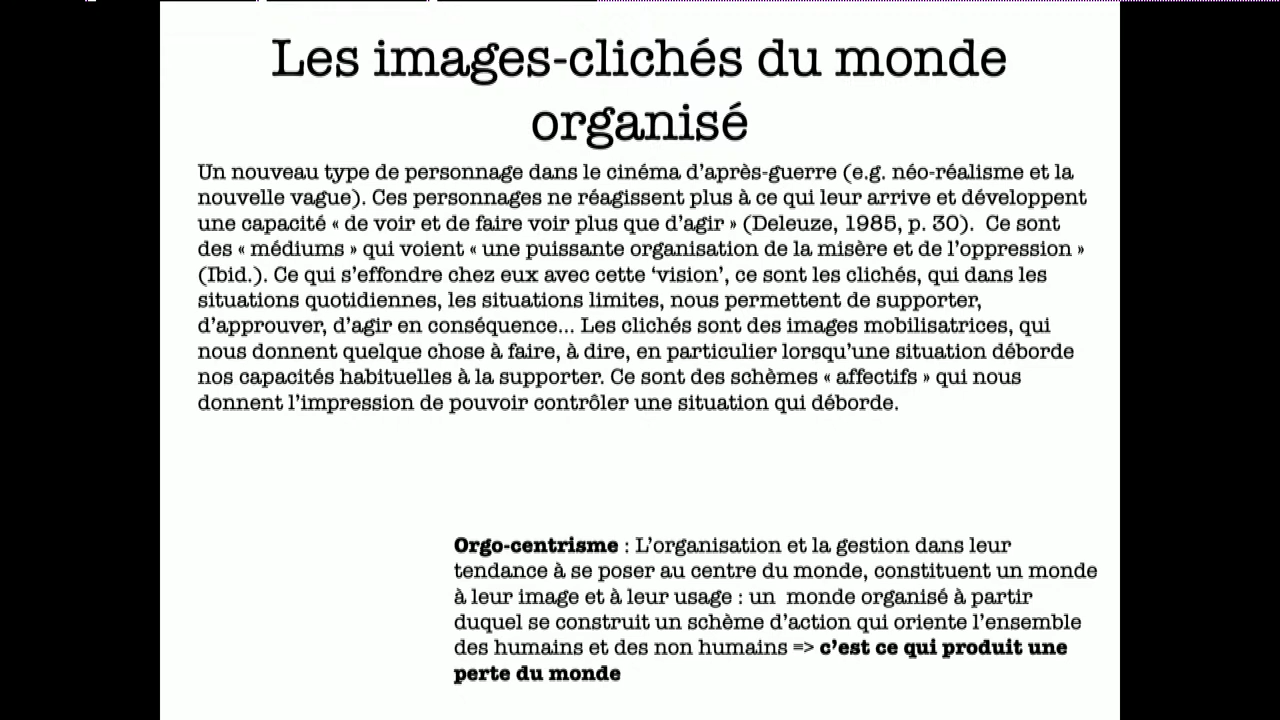 Les images-clichés du monde
organisé
Un nouveau type de personnage dans le cinéma d’après-guerre (e.g. néo-réalisme et la
nouvelle vague). Ces personnages ne réagissent plus à ce qui leur arrive et développent
une capacité « de voir et de faire voir plus que d’agir » (Deleuze, 1985, p. 30).  Ce sont
des « médiums » qui voient « une puissante organisation de la misère et de l’oppression »
(Ibid.). Ce qui s’effondre chez eux avec cette ‘vision’, ce sont les clichés, qui dans les
situations quotidiennes, les situations limites, nous permettent de supporter,
d’approuver, d’agir en conséquence… Les clichés sont des images mobilisatrices, qui
nous donnent quelque chose à faire, à dire, en particulier lorsqu’une situation déborde
nos capacités habituelles à la supporter. Ce sont des schèmes « affectifs » qui nous
donnent l’impression de pouvoir contrôler une situation qui déborde.
Orgo-centrisme : L’organisation et la gestion dans leur
tendance à se poser au centre du monde, constituent un monde
à leur image et à leur usage : un  monde organisé à partir
duquel se construit un schème d’action qui oriente l’ensemble
des humains et des non humains => c’est ce qui produit une
perte du monde